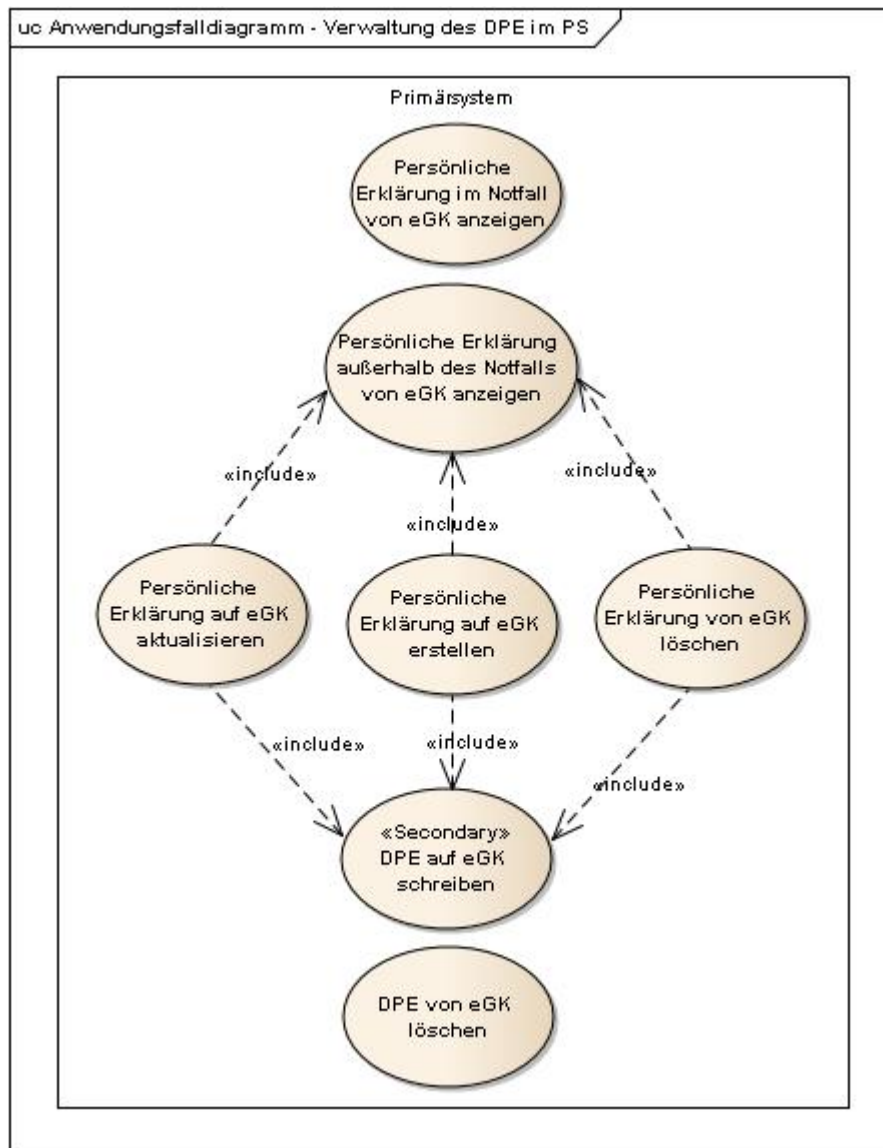 uc Anwendungsfalldiagramm - Verwaltung des DPE im PS
Primärsystem
Persönliche
Erklärung im Notfall
von eGK anzeigen
Persönliche Erklärung
außerhalb des Notfalls
von eGK anzeigen
«include»
«include»
«include»
Persönliche
Erklärung auf eGK
aktualisieren
Persönliche
Erklärung auf eGK
erstellen
Persönliche
Erklärung von eGK
löschen
«include»
«include»
«include»
«Secondary»
DPE auf eGK
schreiben
DPE von eGK
löschen